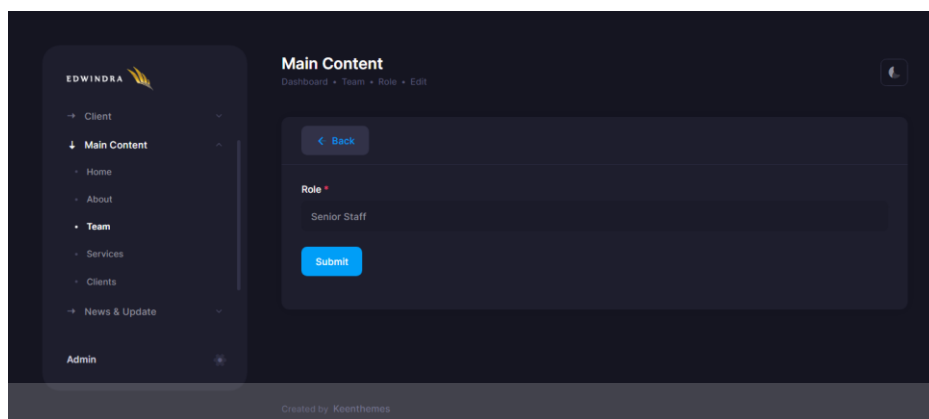 EDWINDRA
Client
Main Content
Home
About
Team
Services
Clients
News & Update
Admin
Main Content
Dashboard • Team • Role • Edit
Back
Role *
Senior Staff
Submit
Created by Keenthemes